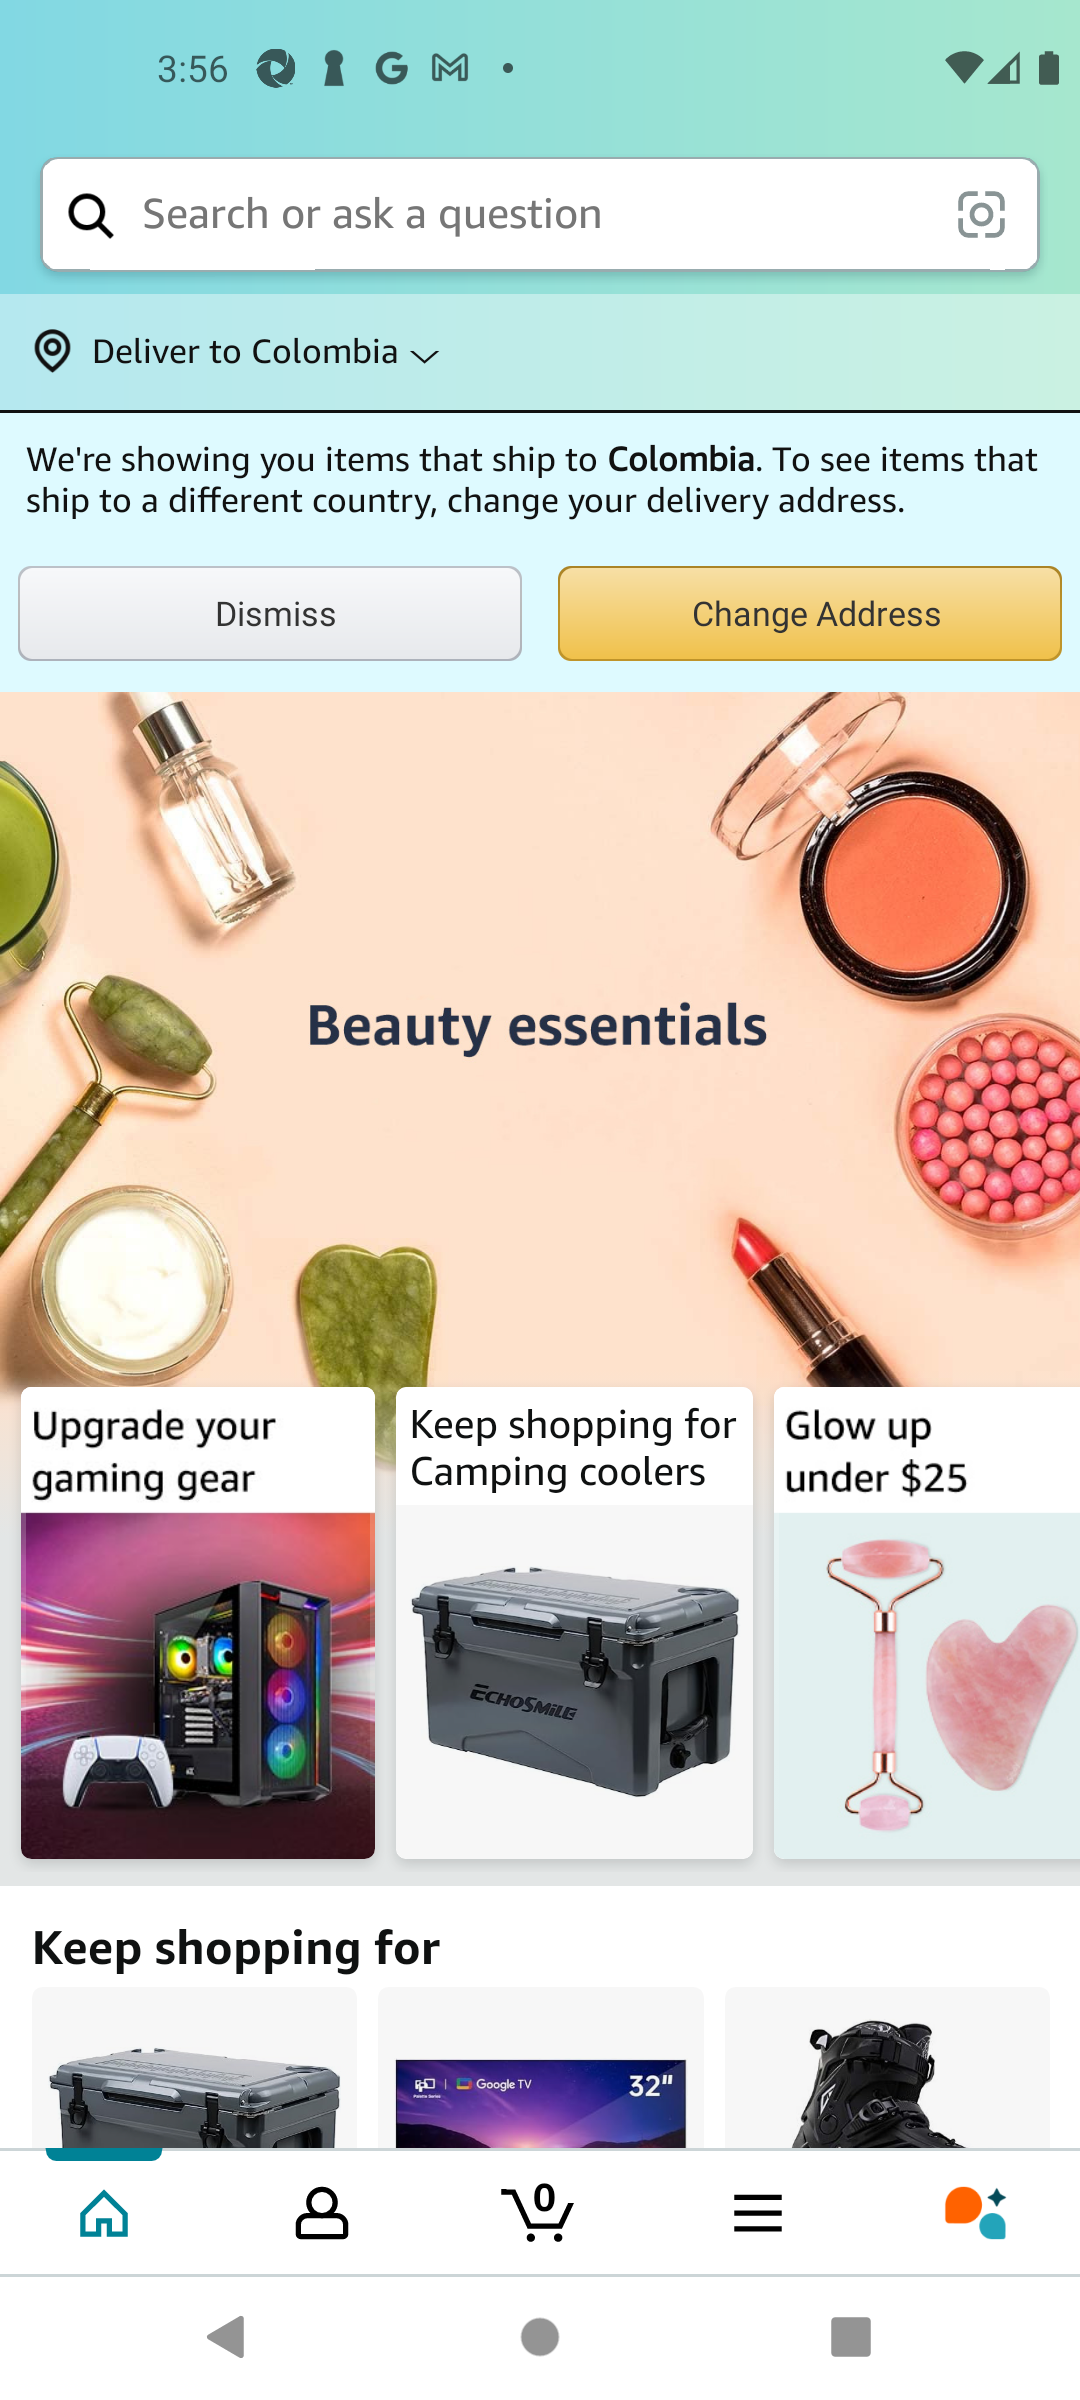 3:56
Search or ask a question
Deliver to Colombia
We're showing you items that ship to Colombia. To see items that
ship to a different country, change your delivery address.
Dismiss
Change Address
Beauty essentials
Upgrade your
gaming gear
Keep shopping for
Camping coolers
Glow up
under $25
ECHOSMILE
Keep shopping for
Google TV
32"
0